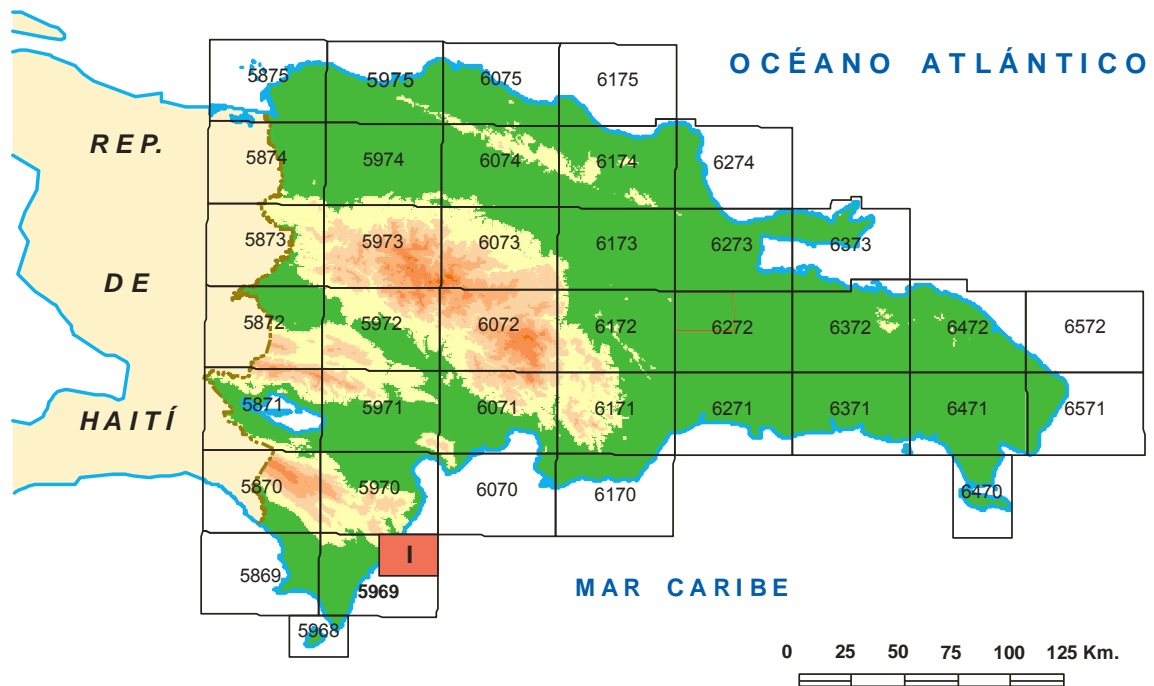 OCÉANO ATLÁNTICO
5875 5975 6075 6175
REP.
5874 5974 6074 6174 6274
5873 5973 6073 6173 6273 6373
DE
5872 5972 6072 6172 6272 6372 6472 6572
HAITÍ
5871 5971 6071 6171 6271 6371 6471 6571
5870 5970 6070 6170 6470
I
5869 5969
MAR CARIBE
5968
0 25 50 75 100 125 Km.